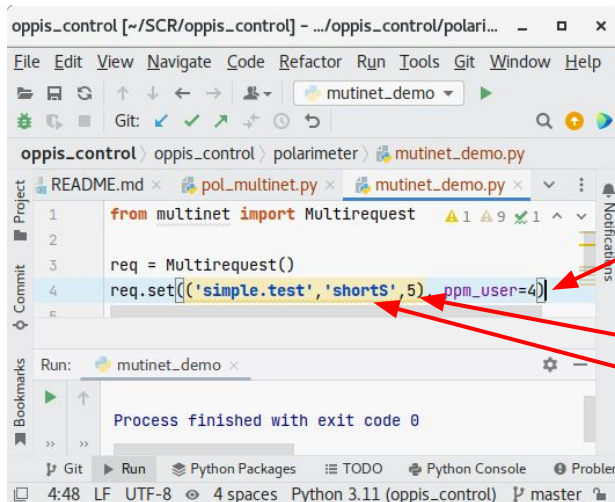 oppis_control [~/SCR/oppis_control] – .../oppis_control/polari...
File Edit View Navigate Code Refactor Run Tools Git Window Help
mutinet_demo
Git:
oppis_control oppis_control polarimeter mutinet_demo.py
README.md pol_multinet.py mutinet_demo.py
Project
Commit
Bookmarks
Notifications
1 from multinet import Multirequest 1 9 1
2
3 req = Multirequest()
4 req.set(('simple.test','shortS',5), ppm_user=4)
5
Run: mutinet_demo
Process finished with exit code 0
Git Run Python Packages TODO Python Console Problem
4:48 LF UTF-8 4 spaces Python 3.11 (oppis_control) master